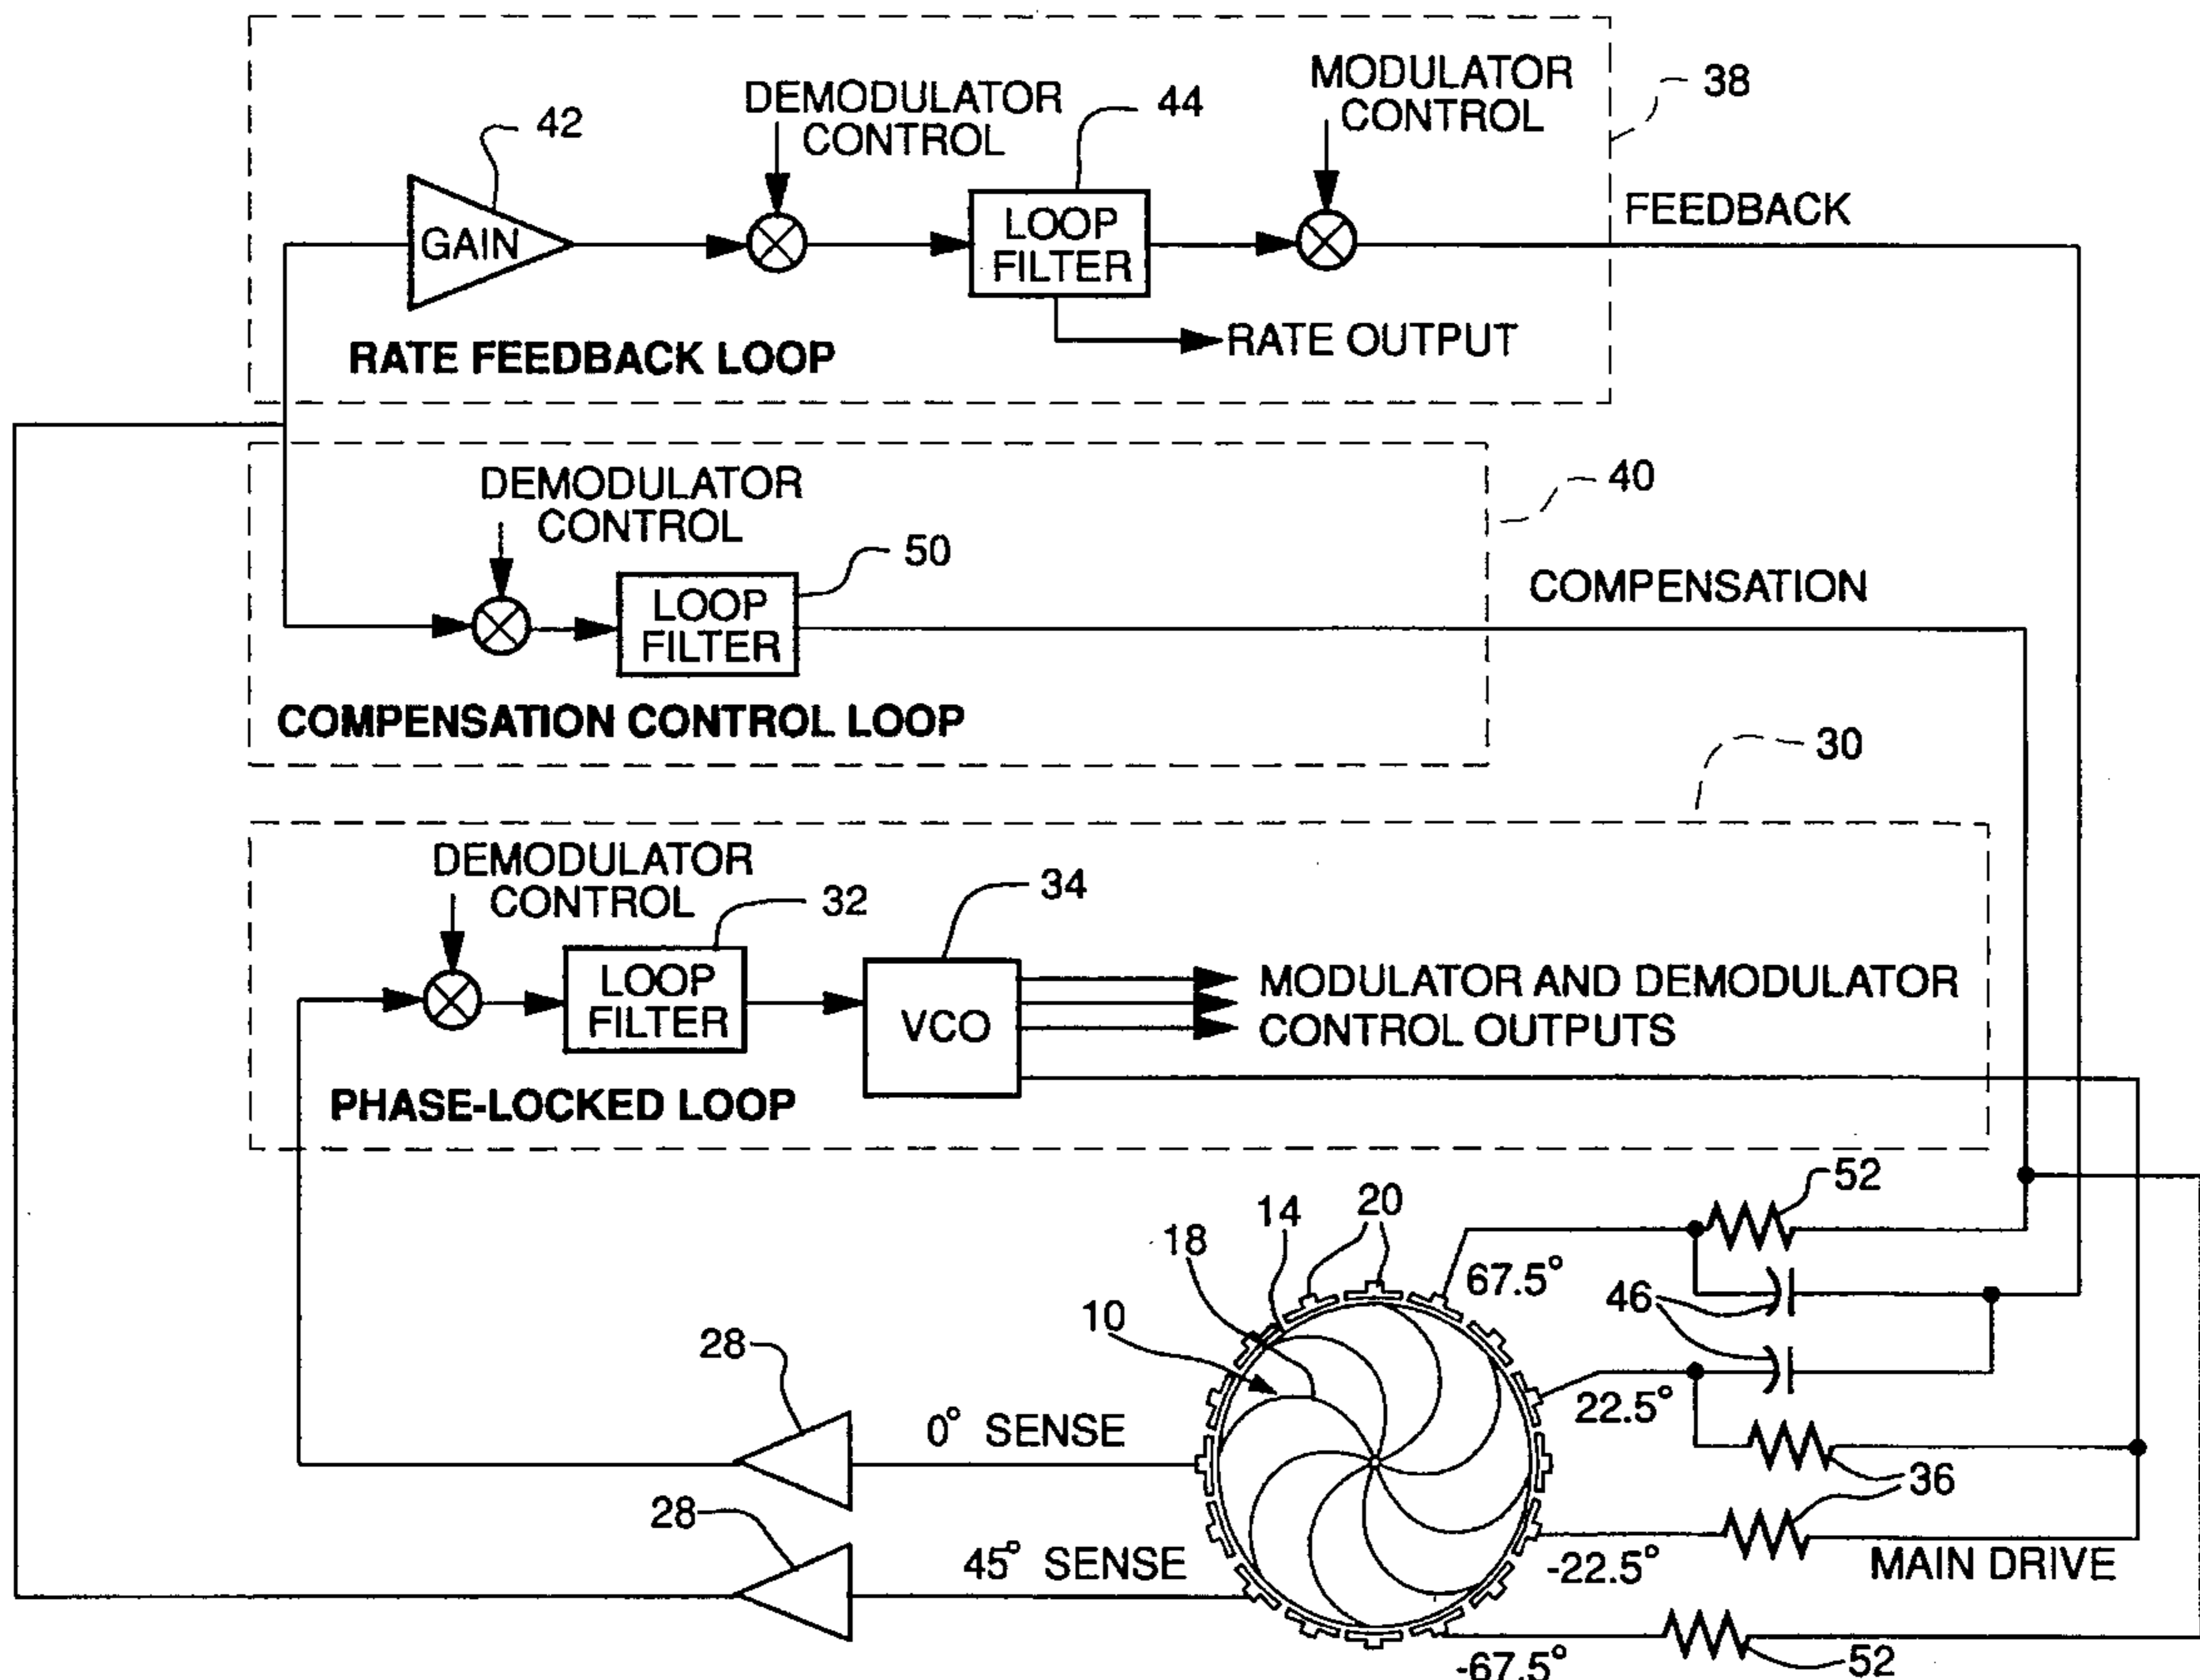 MODULATOR
CONTROL
38
DEMODULATOR
CONTROL
44
42
FEEDBACK
GAIN
LOOP
FILTER
RATE OUTPUT
RATE FEEDBACK LOOP
40
DEMODULATOR
CONTROL
50
COMPENSATION
LOOP
FILTER
COMPENSATION CONTROL LOOP
30
DEMODULATOR
CONTROL
32
34
LOOP
FILTER
VCO
MODULATOR AND DEMODULATOR
CONTROL OUTPUTS
PHASE-LOCKED LOOP
52
20
14
18
67.5°
46
10
28
22.5°
0° SENSE
36
28
45° SENSE
-22.5°
MAIN DRIVE
-67.5°
52